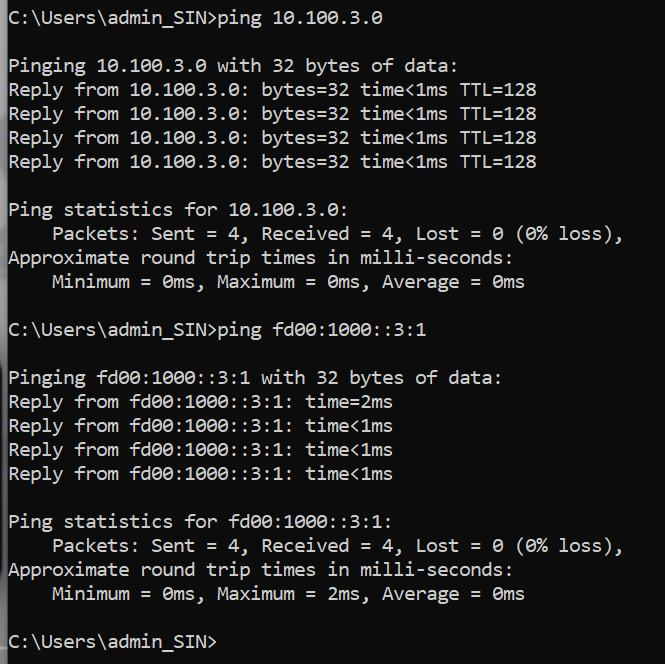 C:\Users\admin_SIN>ping 10.100.3.0
Pinging 10.100.3.0 with 32 bytes of data:
Reply from 10.100.3.0: bytes=32 time<1ms TTL=128
Reply from 10.100.3.0: bytes=32 time<1ms TTL=128
Reply from 10.100.3.0: bytes=32 time<1ms TTL=128
Reply from 10.100.3.0: bytes=32 time<1ms TTL=128
Ping statistics for 10.100.3.0:
    Packets: Sent = 4, Received = 4, Lost = 0 (0% loss),
Approximate round trip times in milli-seconds:
    Minimum = 0ms, Maximum = 0ms, Average = 0ms
C:\Users\admin_SIN>ping fd00:1000::3:1
Pinging fd00:1000::3:1 with 32 bytes of data:
Reply from fd00:1000::3:1: time=2ms
Reply from fd00:1000::3:1: time<1ms
Reply from fd00:1000::3:1: time<1ms
Reply from fd00:1000::3:1: time<1ms
Ping statistics for fd00:1000::3:1:
    Packets: Sent = 4, Received = 4, Lost = 0 (0% loss),
Approximate round trip times in milli-seconds:
    Minimum = 0ms, Maximum = 2ms, Average = 0ms
C:\Users\admin_SIN>